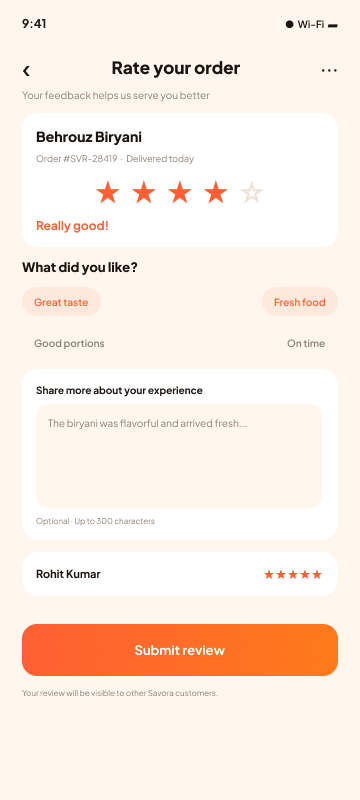 9:41
Wi-Fi
Rate your order
Your feedback helps us serve you better
Behrouz Biryani
Order #SVR-28419 · Delivered today
★ ★ ★ ★ ☆
Really good!
What did you like?
Great taste
Fresh food
Good portions
On time
Share more about your experience
The biryani was flavorful and arrived fresh...
Optional · Up to 300 characters
Rohit Kumar ★★★★★
Submit review
Your review will be visible to other Savora customers.